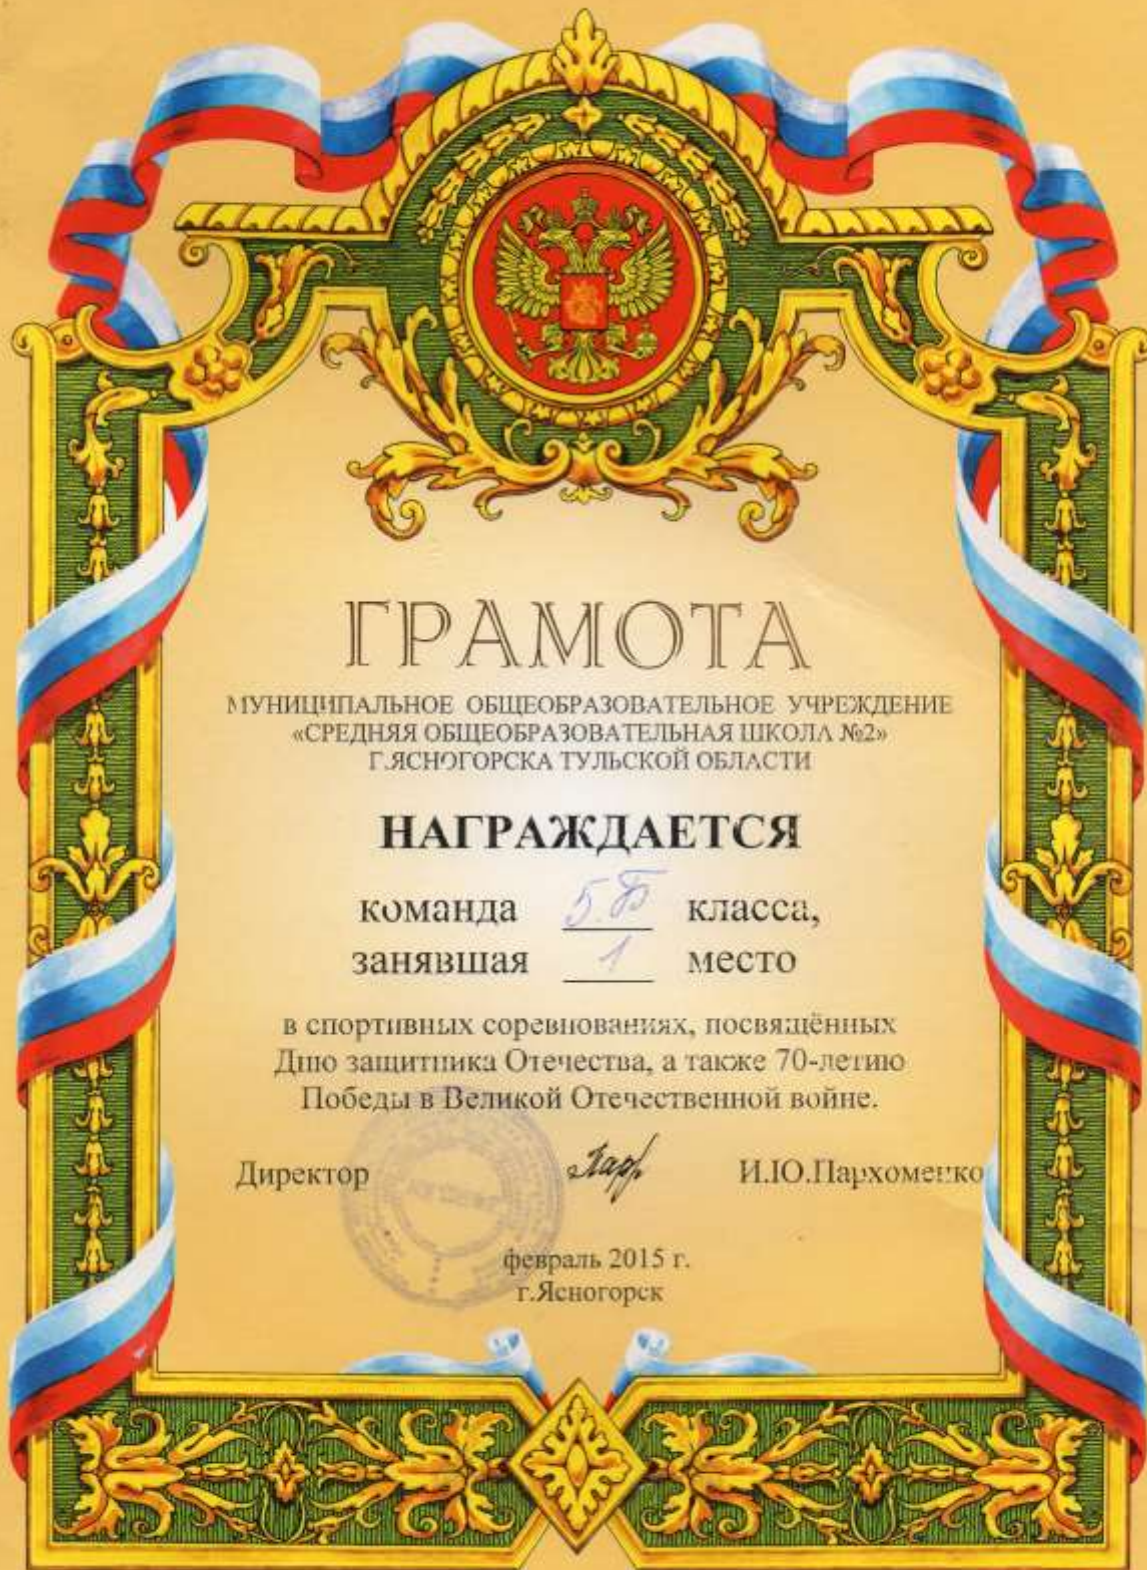 ГРАМОТА
МУНИЦИПАЛЬНОЕ ОБЩЕОБРАЗОВАТЕЛЬНОЕ УЧРЕЖДЕНИЕ
«СРЕДНЯЯ ОБЩЕОБРАЗОВАТЕЛЬНАЯ ШКОЛА №2»
Г.ЯСНОГОРСКА ТУЛЬСКОЙ ОБЛАСТИ
НАГРАЖДАЕТСЯ
команда 5.Б класса,
занявшая 1 место
в спортивных соревнованиях, посвящённых
Дню защитника Отечества, а также 70-летию
Победы в Великой Отечественной войне.
Директор И.Ю.Пархоменко
февраль 2015 г.
г.Ясногорск